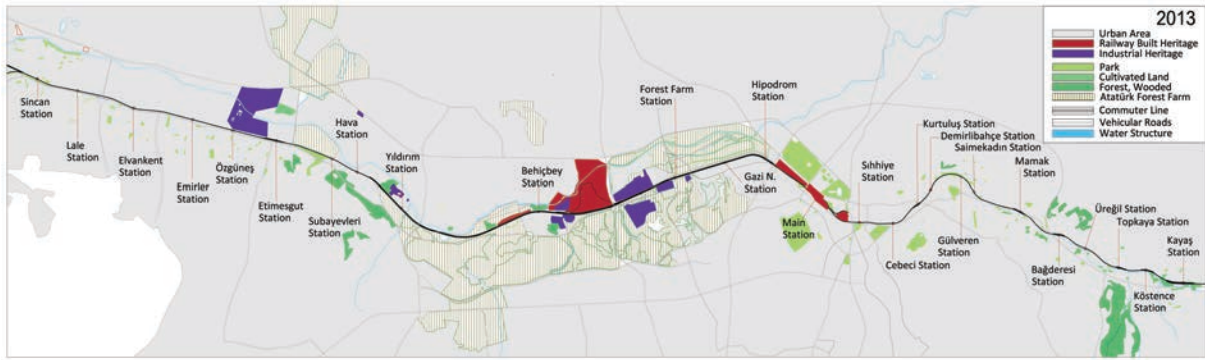 2013
Urban Area
Railway Built Heritage
Industrial Heritage
Park
Cultivated Land
Forest, Wooded
Atatürk Forest Farm
Commuter Line
Vehicular Roads
Water Structure
Sincan
Station
Lale
Station
Elvankent
Station
Emirler
Station
Özgüneş
Station
Etimesgut
Station
Hava
Station
Subayevleri
Station
Yıldırım
Station
Behiçbey
Station
Forest Farm
Station
Gazi N.
Station
Hipodrom
Station
Main
Station
Sıhhiye
Station
Cebeci Station
Kurtuluş Station
Demirlibahçe Station
Saimekadın Station
Gülveren
Station
Mamak
Station
Bağderesi
Station
Üreğil Station
Topkaya Station
Köstence
Station
Kayaş
Station